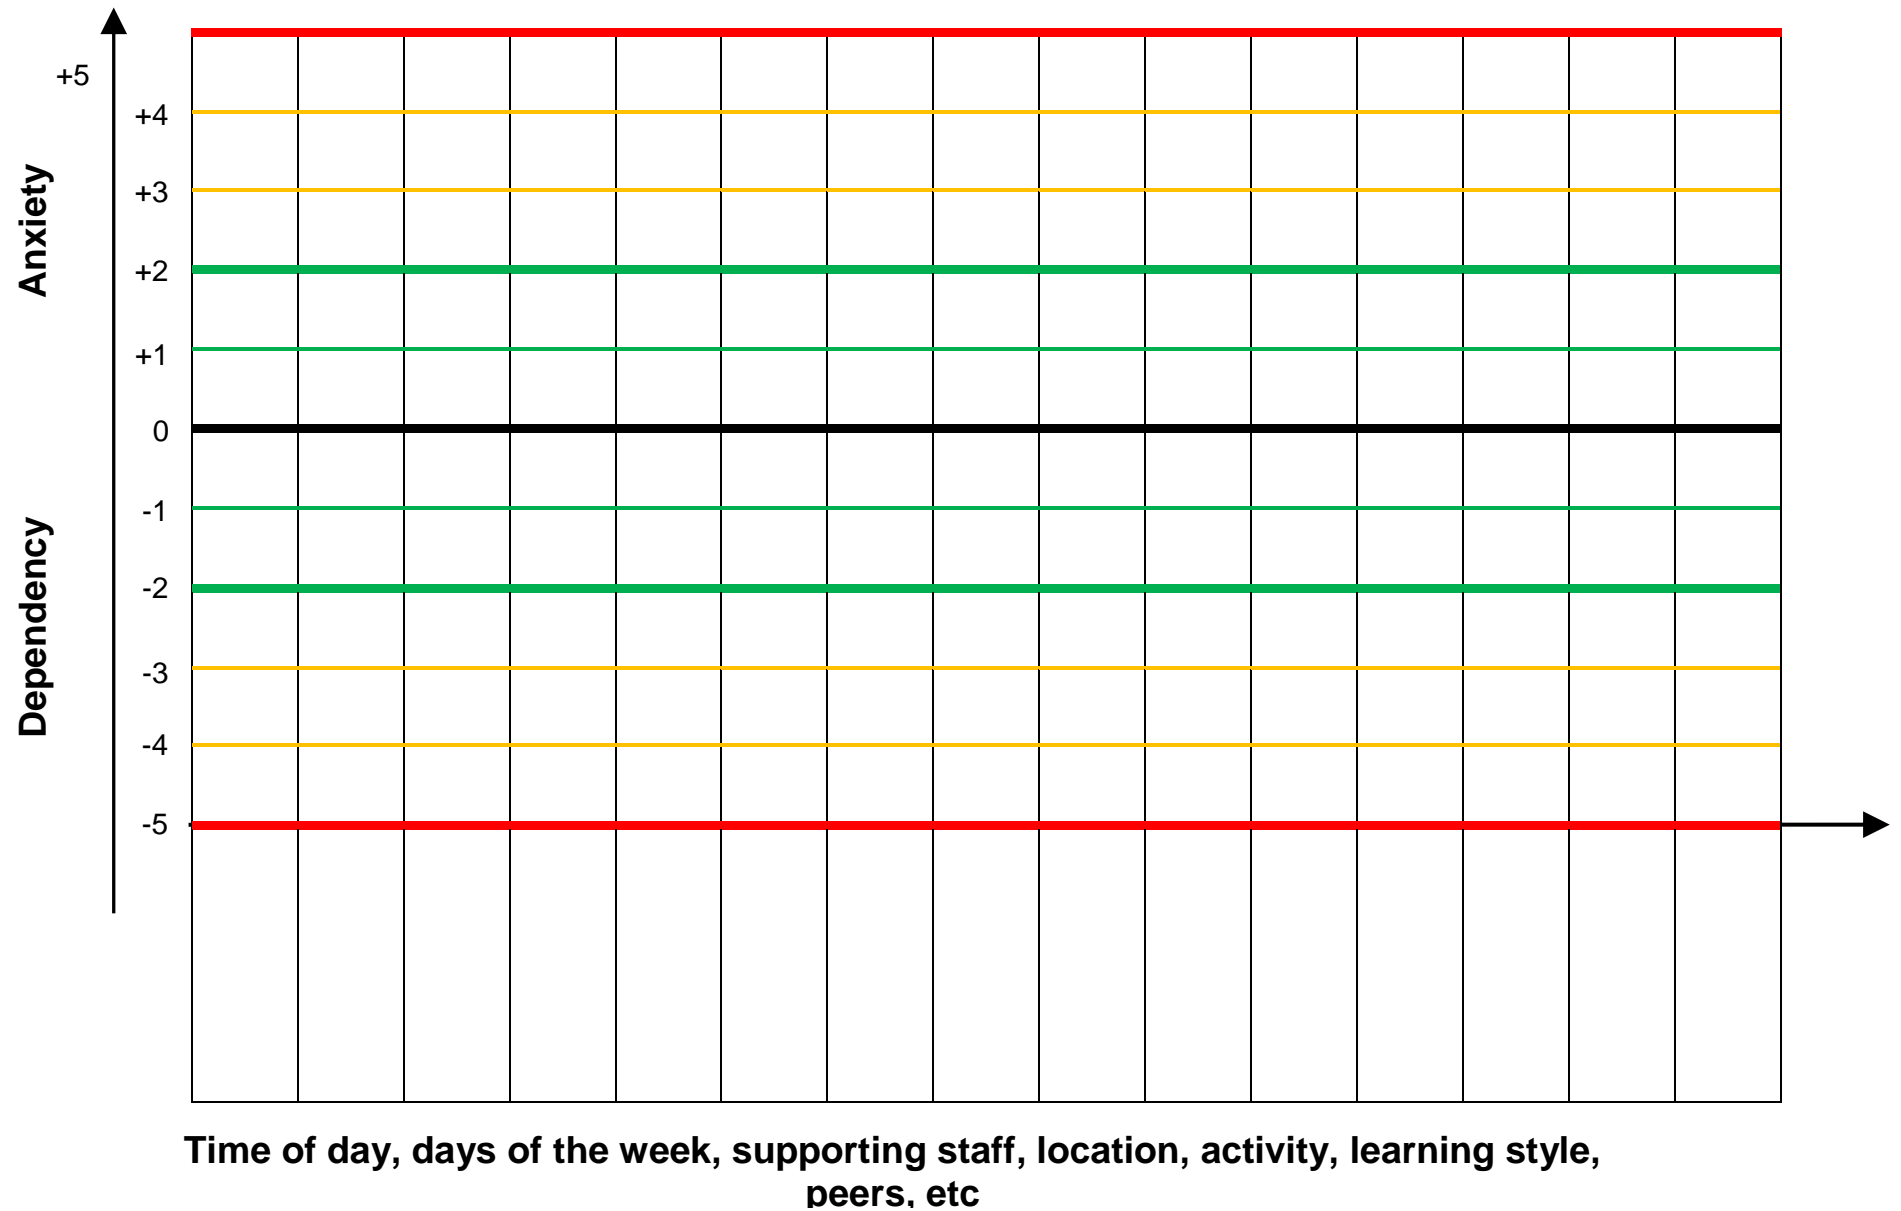 +5
+4
+3
Anxiety
+2
+1
0
-1
-2
Dependency
-3
-4
-5
Time of day, days of the week, supporting staff, location, activity, learning style,
peers, etc